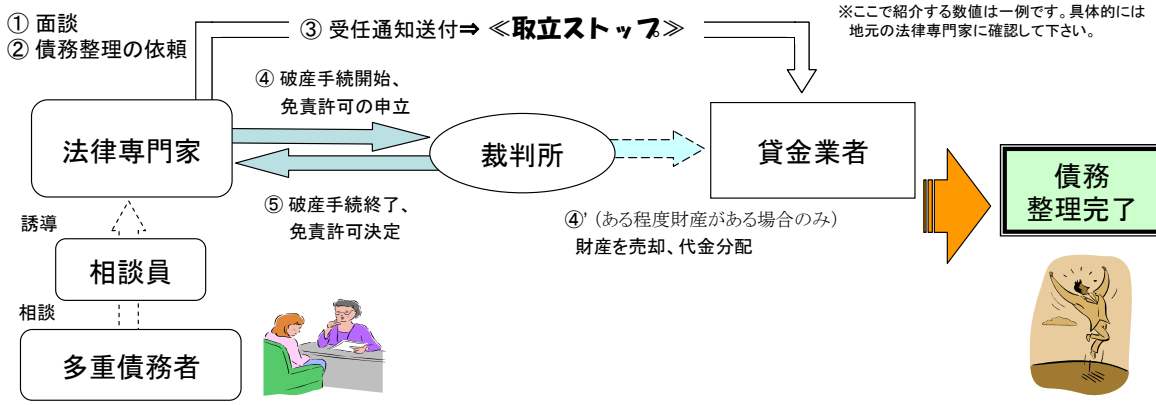 ① 面談
② 債務整理の依頼
③ 受任通知送付⇒ ≪取立ストップ≫
※ここで紹介する数値は一例です。具体的には
地元の法律専門家に確認して下さい。
④ 破産手続開始、
免責許可の申立
法律専門家
裁判所
貸金業者
債務
整理完了
⑤ 破産手続終了、
免責許可決定
④’（ある程度財産がある場合のみ）
財産を売却、代金分配
誘導
相談員
相談
多重債務者